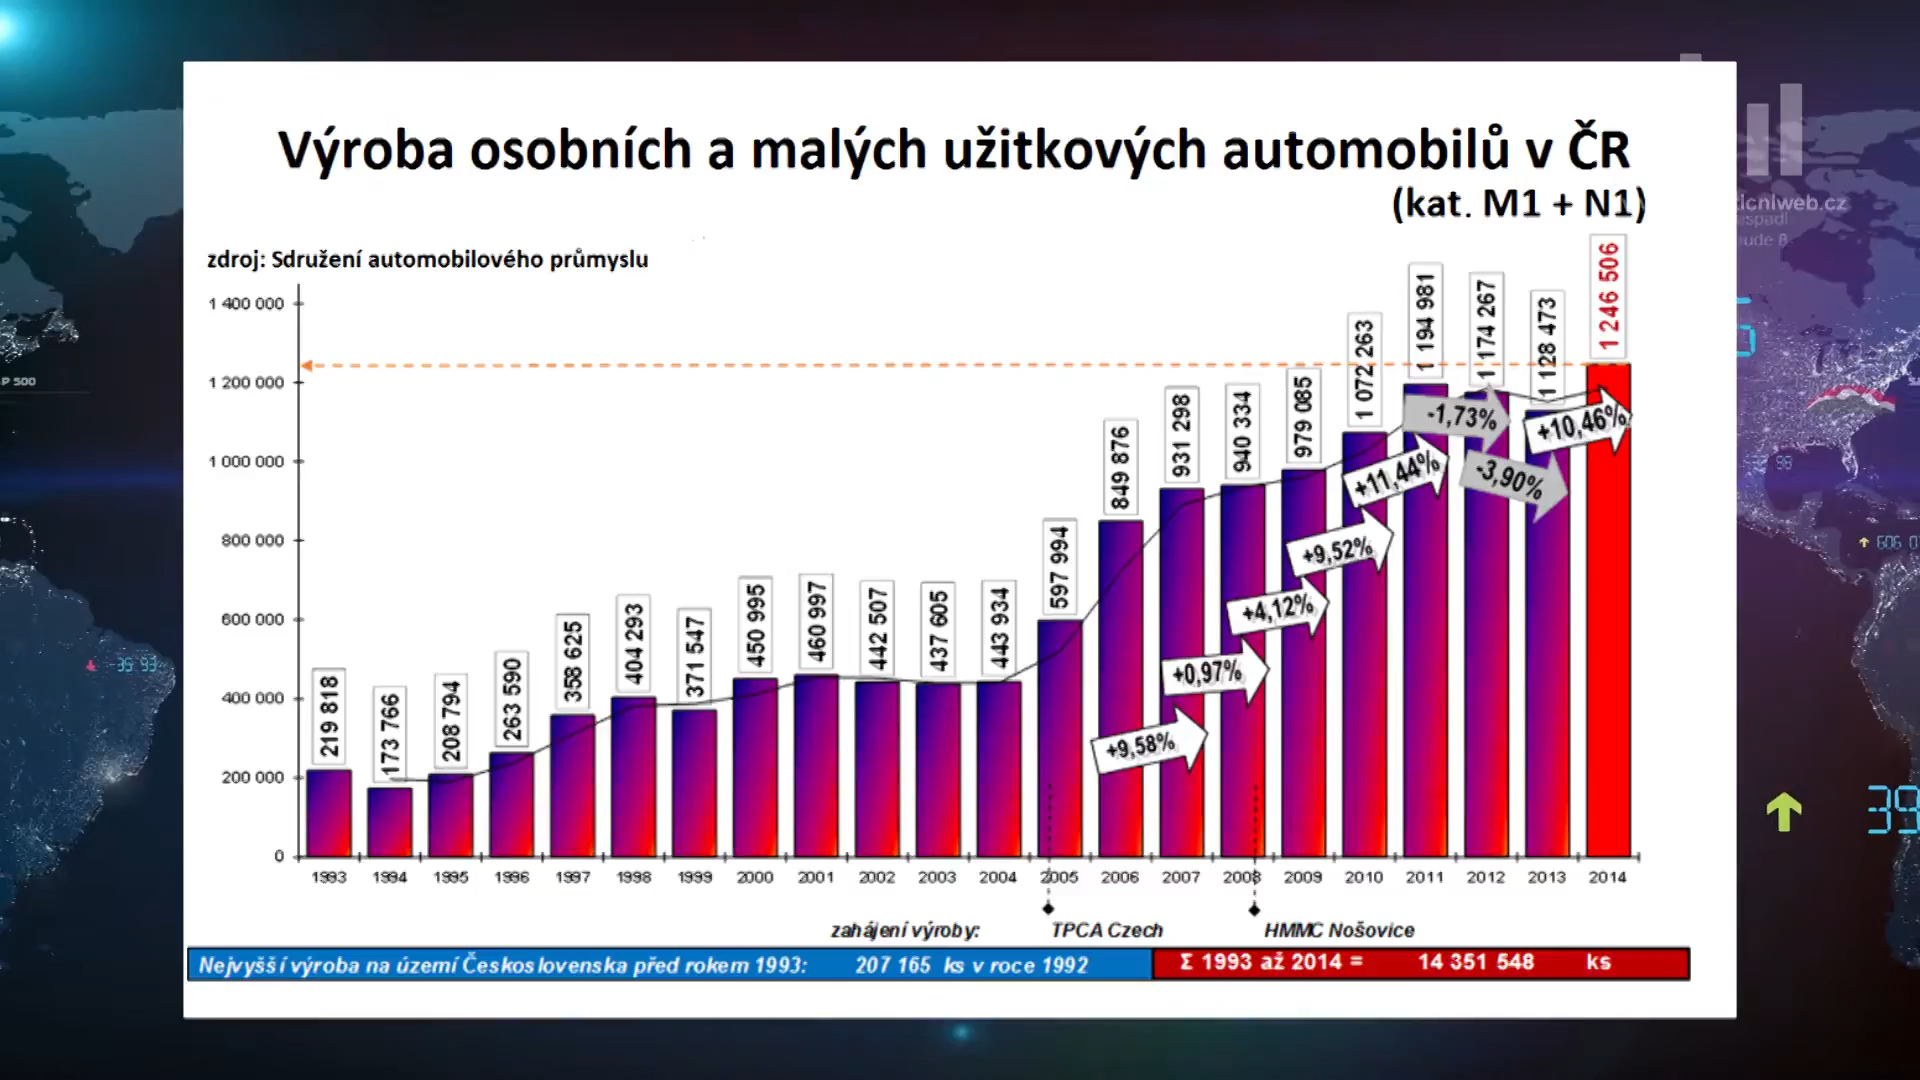 Výroba osobních a malých užitkových automobilů v ČR
(kat. M1 + N1)
zdroj: Sdružení automobilového průmyslu
1 400 000
1 200 000
1 000 000
800 000
600 000
400 000
200 000
0
219 818
173 766
208 794
263 590
358 625
404 293
371 547
450 995
460 997
442 507
437 605
443 934
597 994
849 876
931 298
940 334
979 085
1 072 263
1 194 981
1 174 267
1 128 473
1 246 506
+9,58%
+0,97%
+4,12%
+9,52%
+11,44%
-1,73%
-3,90%
+10,46%
1993 1994 1995 1996 1997 1998 1999 2000 2001 2002 2003 2004 2005 2006 2007 2008 2009 2010 2011 2012 2013 2014
zahájení výroby: TPCA Czech HMMC Nošovice
Nejvyšší výroba na území Československa před rokem 1993: 207 165 ks v roce 1992
Σ 1993 až 2014 = 14 351 548 ks
P 500
-35 93
39